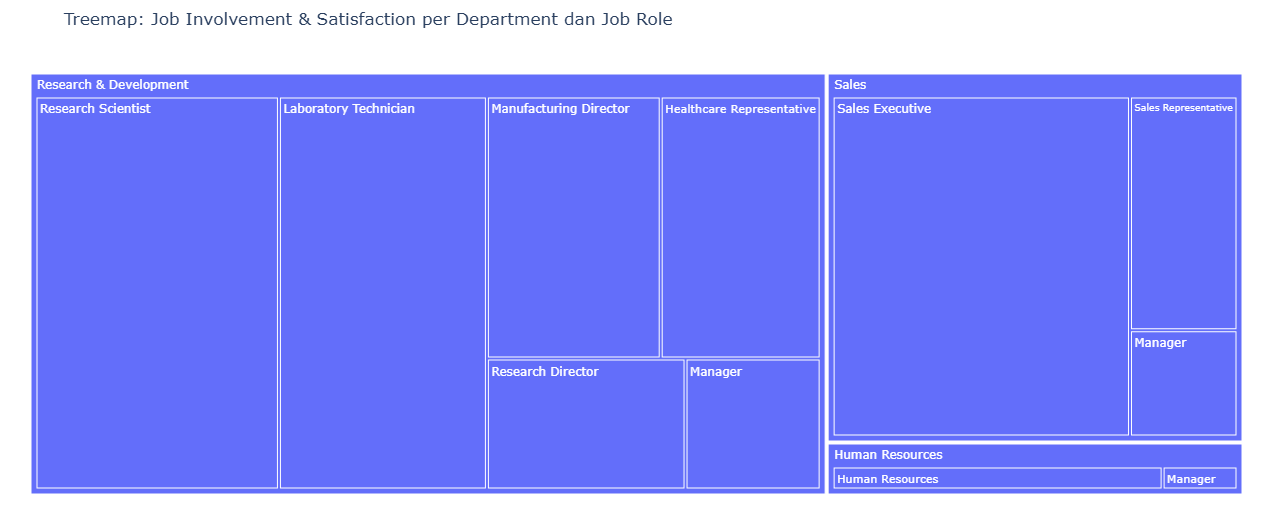 Treemap: Job Involvement & Satisfaction per Department dan Job Role
Research & Development
Research Scientist
Laboratory Technician
Manufacturing Director
Healthcare Representative
Research Director
Manager
Sales
Sales Executive
Sales Representative
Manager
Human Resources
Human Resources
Manager